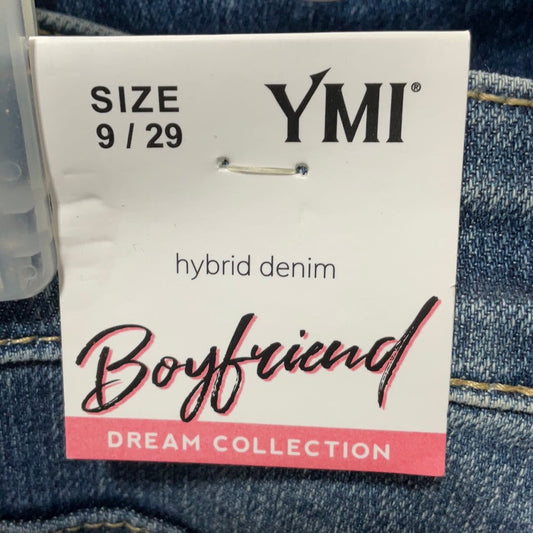 SIZE
9 / 29
YMI®
hybrid denim
Boyfriend
DREAM COLLECTION